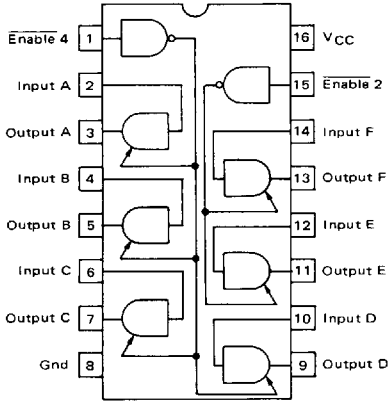 Enable 4 1
Input A 2
Output A 3
Input B 4
Output B 5
Input C 6
Output C 7
Gnd 8
16 VCC
15 Enable 2
14 Input F
13 Output F
12 Input E
11 Output E
10 Input D
9 Output D